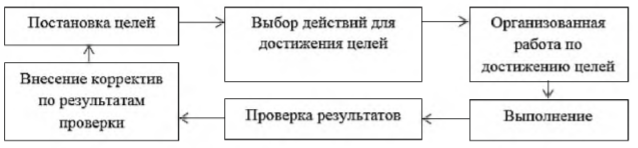 Постановка целей
Выбор действий для
достижения целей
Организованная
работа по
достижению целей
Выполнение
Проверка результатов
Внесение корректив
по результатам
проверки